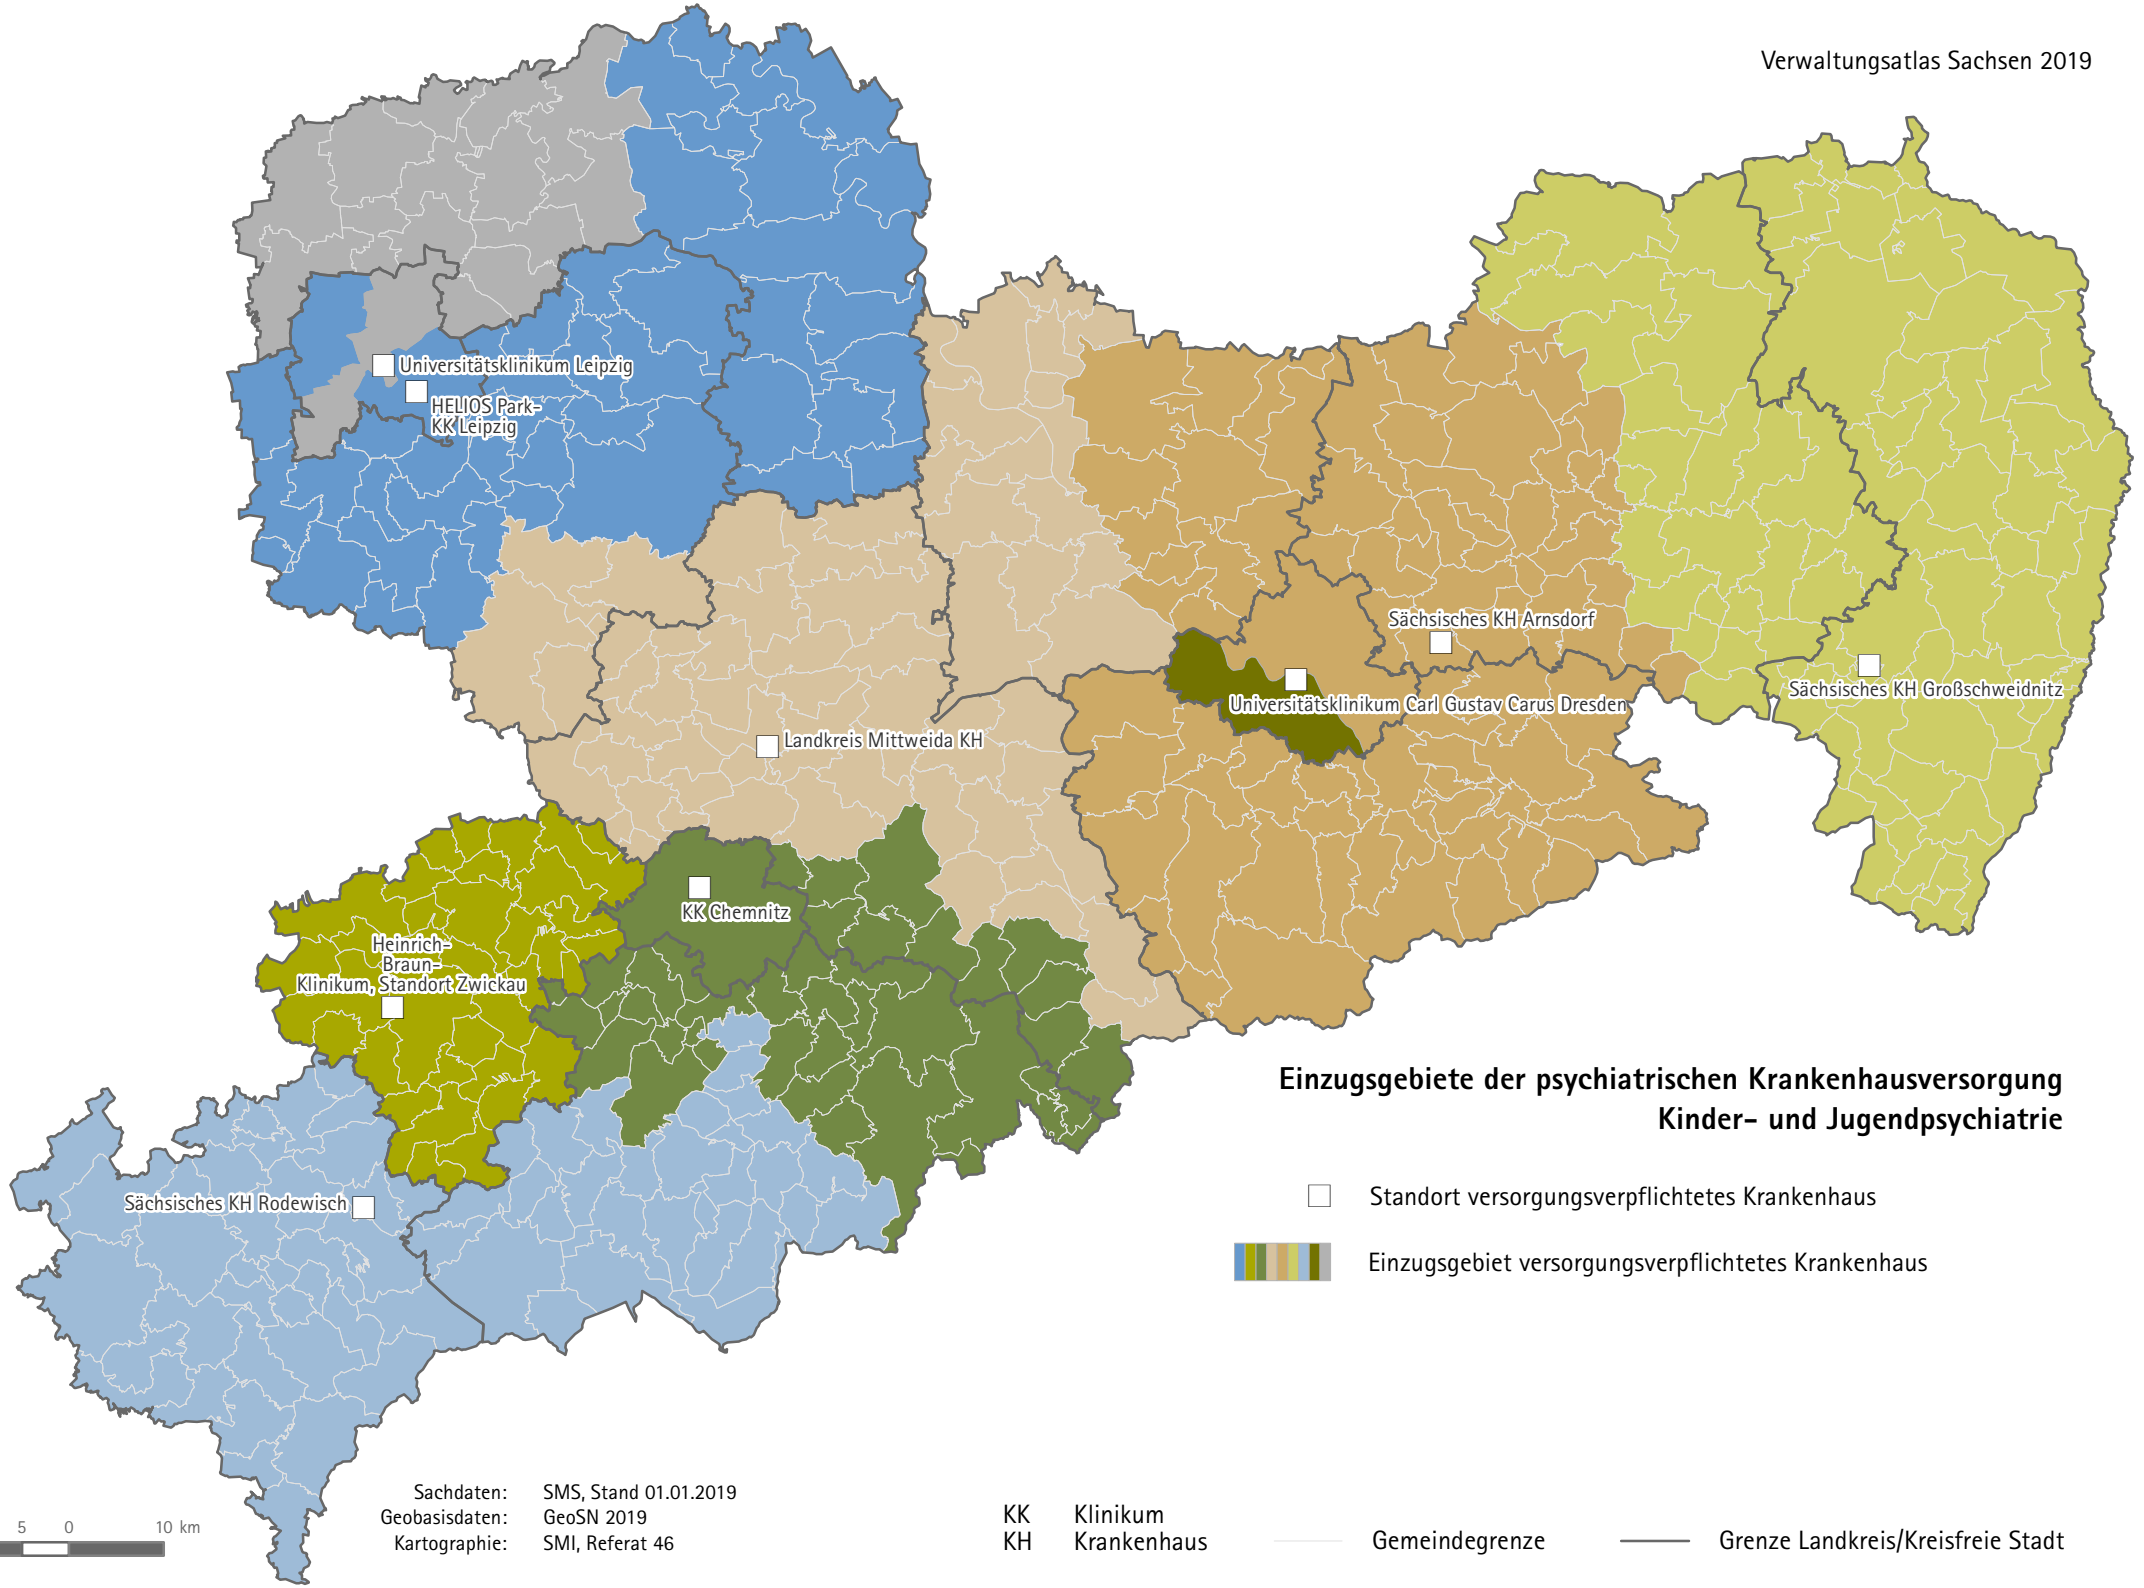 Verwaltungsatlas Sachsen 2019
Universitätsklinikum Leipzig
HELIOS Park-
KK Leipzig
Sächsisches KH Arnsdorf
Sächsisches KH Großschweidnitz
Universitätsklinikum Carl Gustav Carus Dresden
Landkreis Mittweida KH
KK Chemnitz
Heinrich-
Braun-
Klinikum, Standort Zwickau
Sächsisches KH Rodewisch
Einzugsgebiete der psychiatrischen Krankenhausversorgung
Kinder- und Jugendpsychiatrie
Standort versorgungsverpflichtetes Krankenhaus
Einzugsgebiet versorgungsverpflichtetes Krankenhaus
Sachdaten: SMS, Stand 01.01.2019
Geobasisdaten: GeoSN 2019
Kartographie: SMI, Referat 46
5 0 10 km
KK Klinikum
KH Krankenhaus
Gemeindegrenze
Grenze Landkreis/Kreisfreie Stadt